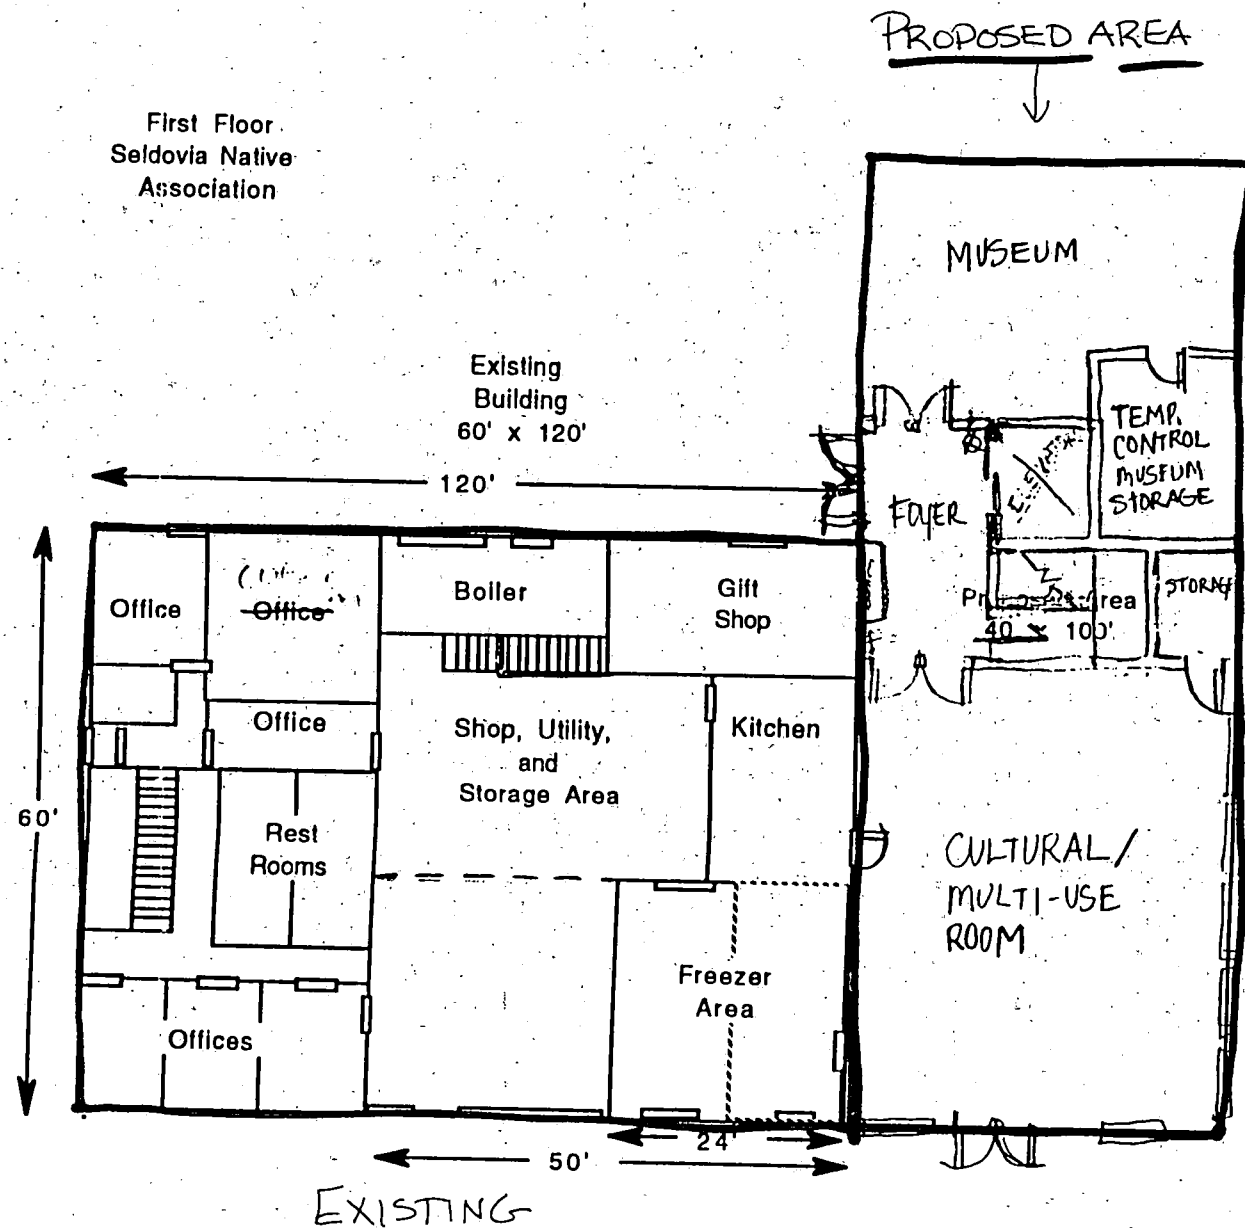 PROPOSED AREA
First Floor
Seldovia Native
Association
MUSEUM
Existing
Building
60' x 120'
120'
TEMP.
CONTROL
MUSEUM
STORAGE
FOYER
Office
Office
Boiler
Gift
Shop
STORAGE
40 x 100'
Office
Shop, Utility,
and
Storage Area
Kitchen
60'
Rest
Rooms
CULTURAL/
MULTI-USE
ROOM
Freezer
Area
Offices
24'
50'
EXISTING